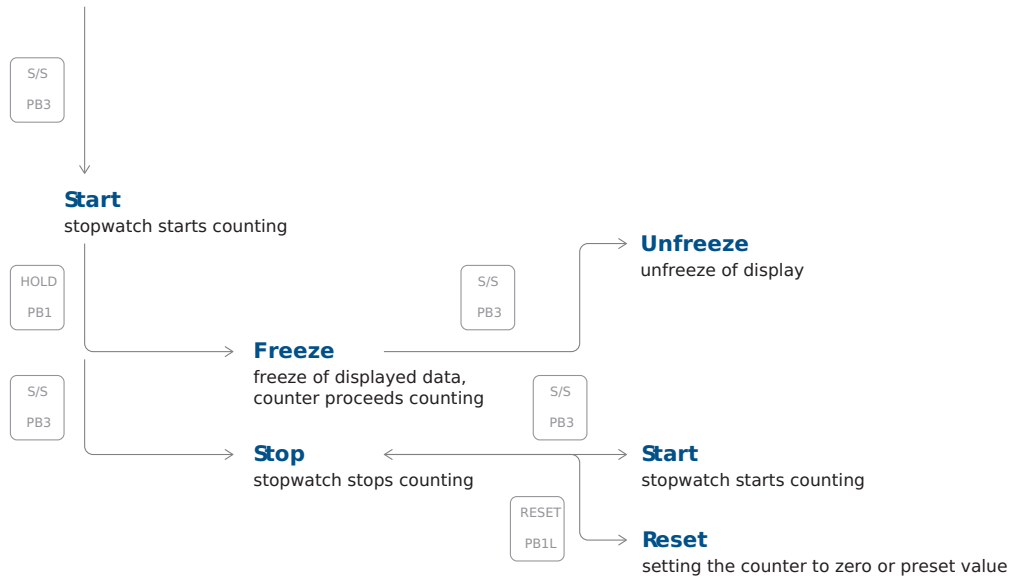 S/S
PB3
Start
stopwatch starts counting
HOLD
PB1
S/S
PB3
Unfreeze
unfreeze of display
Freeze
freeze of displayed data,
counter proceeds counting
S/S
PB3
S/S
PB3
Stop
stopwatch stops counting
Start
stopwatch starts counting
RESET
PB1L
Reset
setting the counter to zero or preset value